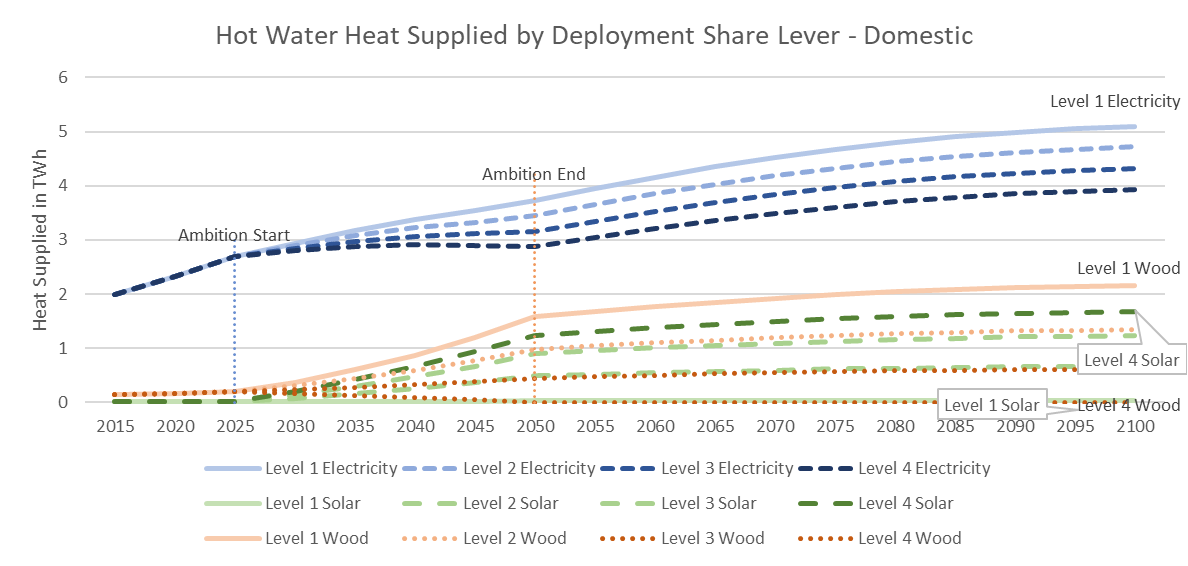 Hot Water Heat Supplied by Deployment Share Lever - Domestic
Heat Supplied in TWh
6
5
4
3
2
1
0
Level 1 Electricity
Ambition End
Ambition Start
Level 1 Wood
Level 4 Solar
Level 1 Solar
Level 4 Wood
2015 2020 2025 2030 2035 2040 2045 2050 2055 2060 2065 2070 2075 2080 2085 2090 2095 2100
Level 1 Electricity Level 2 Electricity Level 3 Electricity Level 4 Electricity
Level 1 Solar Level 2 Solar Level 3 Solar Level 4 Solar
Level 1 Wood Level 2 Wood Level 3 Wood Level 4 Wood